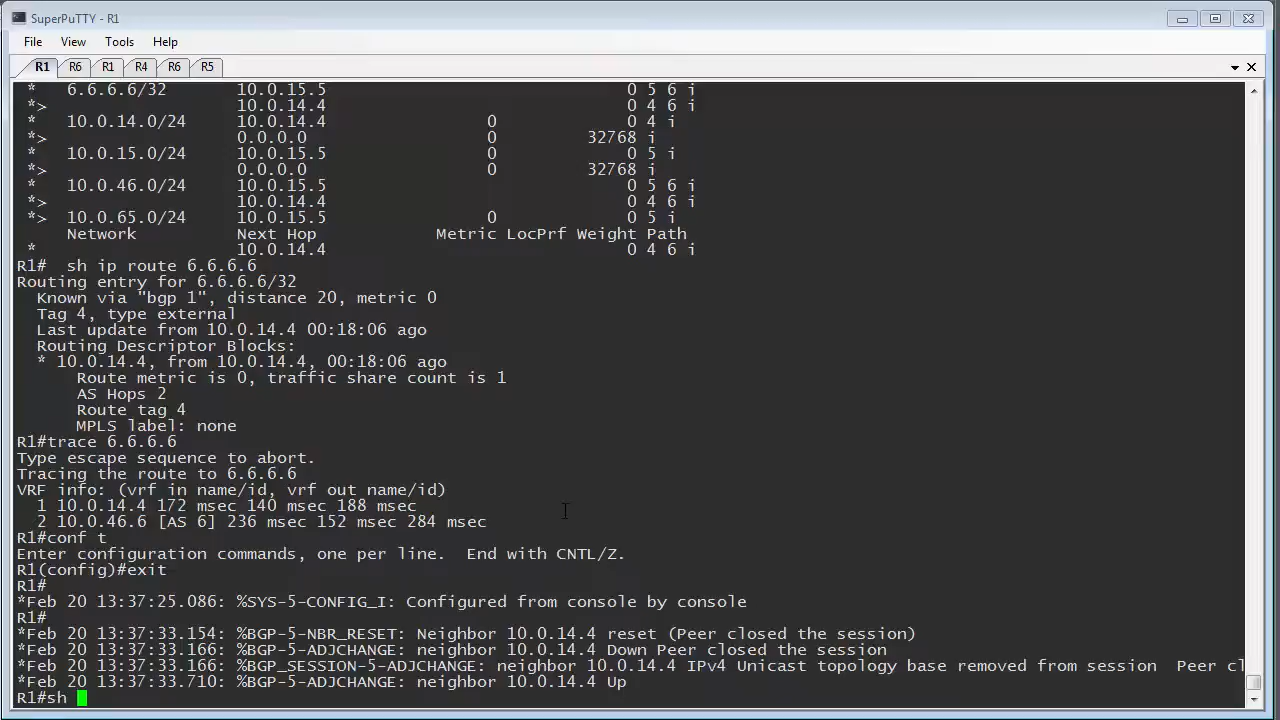 SuperPuTTY - R1
File View Tools Help
R1 R6 R1 R4 R6 R5
*    6.6.6.6/32       10.0.15.5                              0 5 6 i
*>                    10.0.14.4                              0 4 6 i
*    10.0.14.0/24     10.0.14.4                0             0 4 i
*>                    0.0.0.0                  0         32768 i
*    10.0.15.0/24     10.0.15.5                0             0 5 i
*>                    0.0.0.0                  0         32768 i
*    10.0.46.0/24     10.0.15.5                              0 5 6 i
*>                    10.0.14.4                              0 4 6 i
*>   10.0.65.0/24     10.0.15.5                0             0 5 i
     Network          Next Hop            Metric LocPrf Weight Path
*                     10.0.14.4                              0 4 6 i
R1#  sh ip route 6.6.6.6
Routing entry for 6.6.6.6/32
  Known via "bgp 1", distance 20, metric 0
  Tag 4, type external
  Last update from 10.0.14.4 00:18:06 ago
  Routing Descriptor Blocks:
  * 10.0.14.4, from 10.0.14.4, 00:18:06 ago
      Route metric is 0, traffic share count is 1
      AS Hops 2
      Route tag 4
      MPLS label: none
R1#trace 6.6.6.6
Type escape sequence to abort.
Tracing the route to 6.6.6.6
VRF info: (vrf in name/id, vrf out name/id)
  1 10.0.14.4 172 msec 140 msec 188 msec
  2 10.0.46.6 [AS 6] 236 msec 152 msec 284 msec
R1#conf t
Enter configuration commands, one per line.  End with CNTL/Z.
R1(config)#exit
R1#
*Feb 20 13:37:25.086: %SYS-5-CONFIG_I: Configured from console by console
R1#
*Feb 20 13:37:33.154: %BGP-5-NBR_RESET: Neighbor 10.0.14.4 reset (Peer closed the session)
*Feb 20 13:37:33.166: %BGP-5-ADJCHANGE: neighbor 10.0.14.4 Down Peer closed the session
*Feb 20 13:37:33.166: %BGP_SESSION-5-ADJCHANGE: neighbor 10.0.14.4 IPv4 Unicast topology base removed from session  Peer cl
*Feb 20 13:37:33.710: %BGP-5-ADJCHANGE: neighbor 10.0.14.4 Up
R1#sh